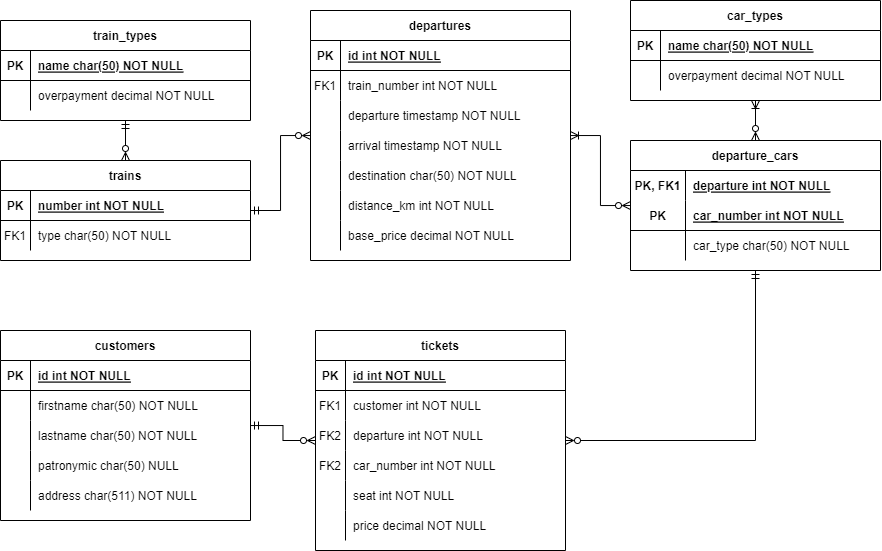 train_types
PK name char(50) NOT NULL
overpayment decimal NOT NULL
trains
PK number int NOT NULL
FK1 type char(50) NOT NULL
departures
PK id int NOT NULL
FK1 train_number int NOT NULL
departure timestamp NOT NULL
arrival timestamp NOT NULL
destination char(50) NOT NULL
distance_km int NOT NULL
base_price decimal NOT NULL
car_types
PK name char(50) NOT NULL
overpayment decimal NOT NULL
departure_cars
PK, FK1 departure int NOT NULL
PK car_number int NOT NULL
car_type char(50) NOT NULL
customers
PK id int NOT NULL
firstname char(50) NOT NULL
lastname char(50) NOT NULL
patronymic char(50) NULL
address char(511) NOT NULL
tickets
PK id int NOT NULL
FK1 customer int NOT NULL
FK2 departure int NOT NULL
FK2 car_number int NOT NULL
seat int NOT NULL
price decimal NOT NULL